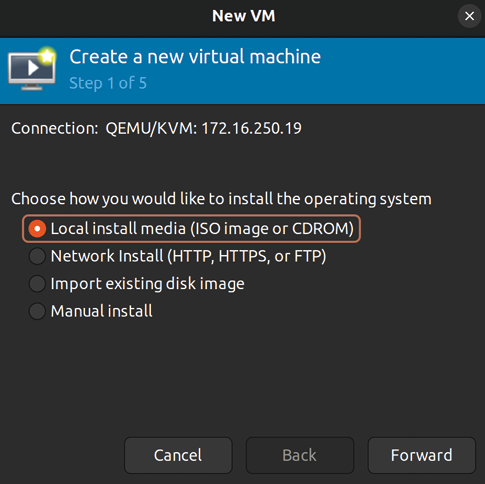 New VM
Create a new virtual machine
Step 1 of 5
Connection: QEMU/KVM: 172.16.250.19
Choose how you would like to install the operating system
Local install media (ISO image or CDROM)
Network Install (HTTP, HTTPS, or FTP)
Import existing disk image
Manual install
Cancel Back Forward